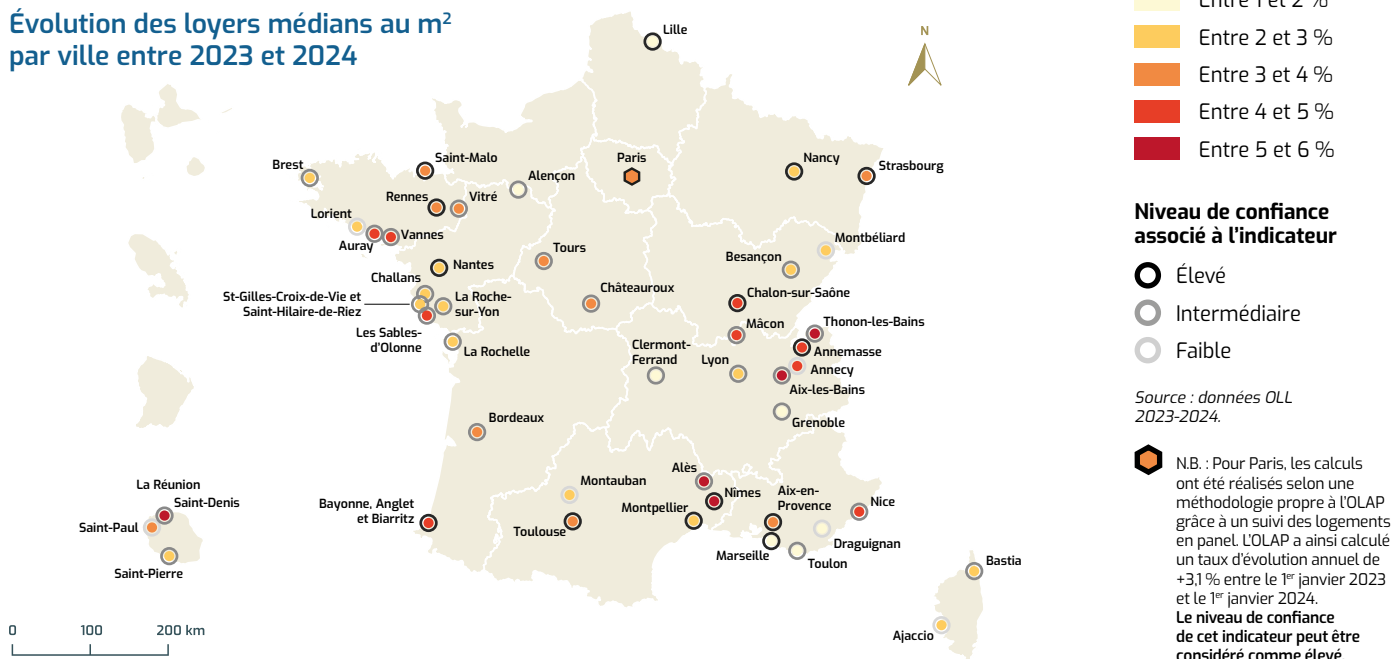 Évolution des loyers médians au m²
par ville entre 2023 et 2024
Lille
N
Entre 1 et 2 %
Entre 2 et 3 %
Entre 3 et 4 %
Entre 4 et 5 %
Entre 5 et 6 %
Niveau de confiance
associé à l'indicateur
Élevé
Intermédiaire
Faible
Source : données OLL
2023-2024.
N.B. : Pour Paris, les calculs
ont été réalisés selon une
méthodologie propre à l'OLAP
grâce à un suivi des logements
en panel. L'OLAP a ainsi calculé
un taux d'évolution annuel de
+3,1 % entre le 1er janvier 2023
et le 1er janvier 2024.
Le niveau de confiance
de cet indicateur peut être
considéré comme élevé
Brest
Saint-Malo
Paris
Nancy
Strasbourg
Alençon
Rennes
Vitré
Lorient
Auray
Vannes
Tours
Montbéliard
Besançon
Nantes
Challans
St-Gilles-Croix-de-Vie et
Saint-Hilaire-de-Riez
La Roche-
sur-Yon
Châteauroux
Chalon-sur-Saône
Les Sables-
d'Olonne
La Rochelle
Mâcon
Thonon-les-Bains
Annemasse
Clermont-
Ferrand
Lyon
Annecy
Aix-les-Bains
Grenoble
Bordeaux
Alès
Montauban
Nîmes
Aix-en-
Provence
Nice
La Réunion
Saint-Denis
Saint-Paul
Saint-Pierre
Bayonne, Anglet
et Biarritz
Toulouse
Montpellier
Marseille
Draguignan
Toulon
Bastia
Ajaccio
0 100 200 km